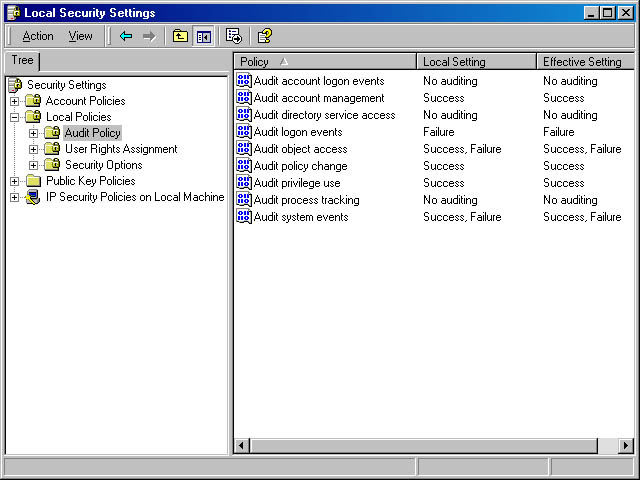 Local Security Settings
Action View
Tree
Policy Local Setting Effective Setting
Security Settings
Account Policies
Local Policies
Audit Policy
User Rights Assignment
Security Options
Public Key Policies
IP Security Policies on Local Machine
Audit account logon events No auditing No auditing
Audit account management Success Success
Audit directory service access No auditing No auditing
Audit logon events Failure Failure
Audit object access Success, Failure Success, Failure
Audit policy change Success Success
Audit privilege use Success Success
Audit process tracking No auditing No auditing
Audit system events Success, Failure Success, Failure